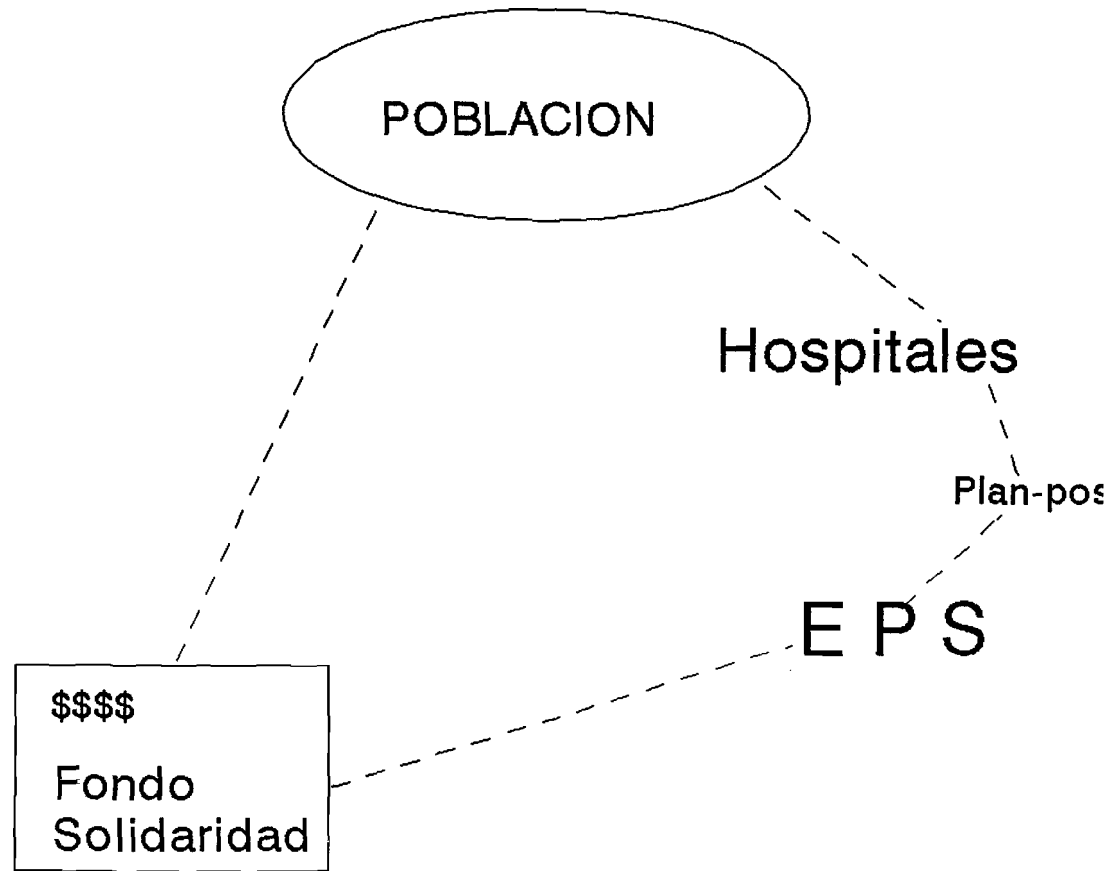 POBLACION
Hospitales
Plan-pos
E P S
$$$$
Fondo
Solidaridad